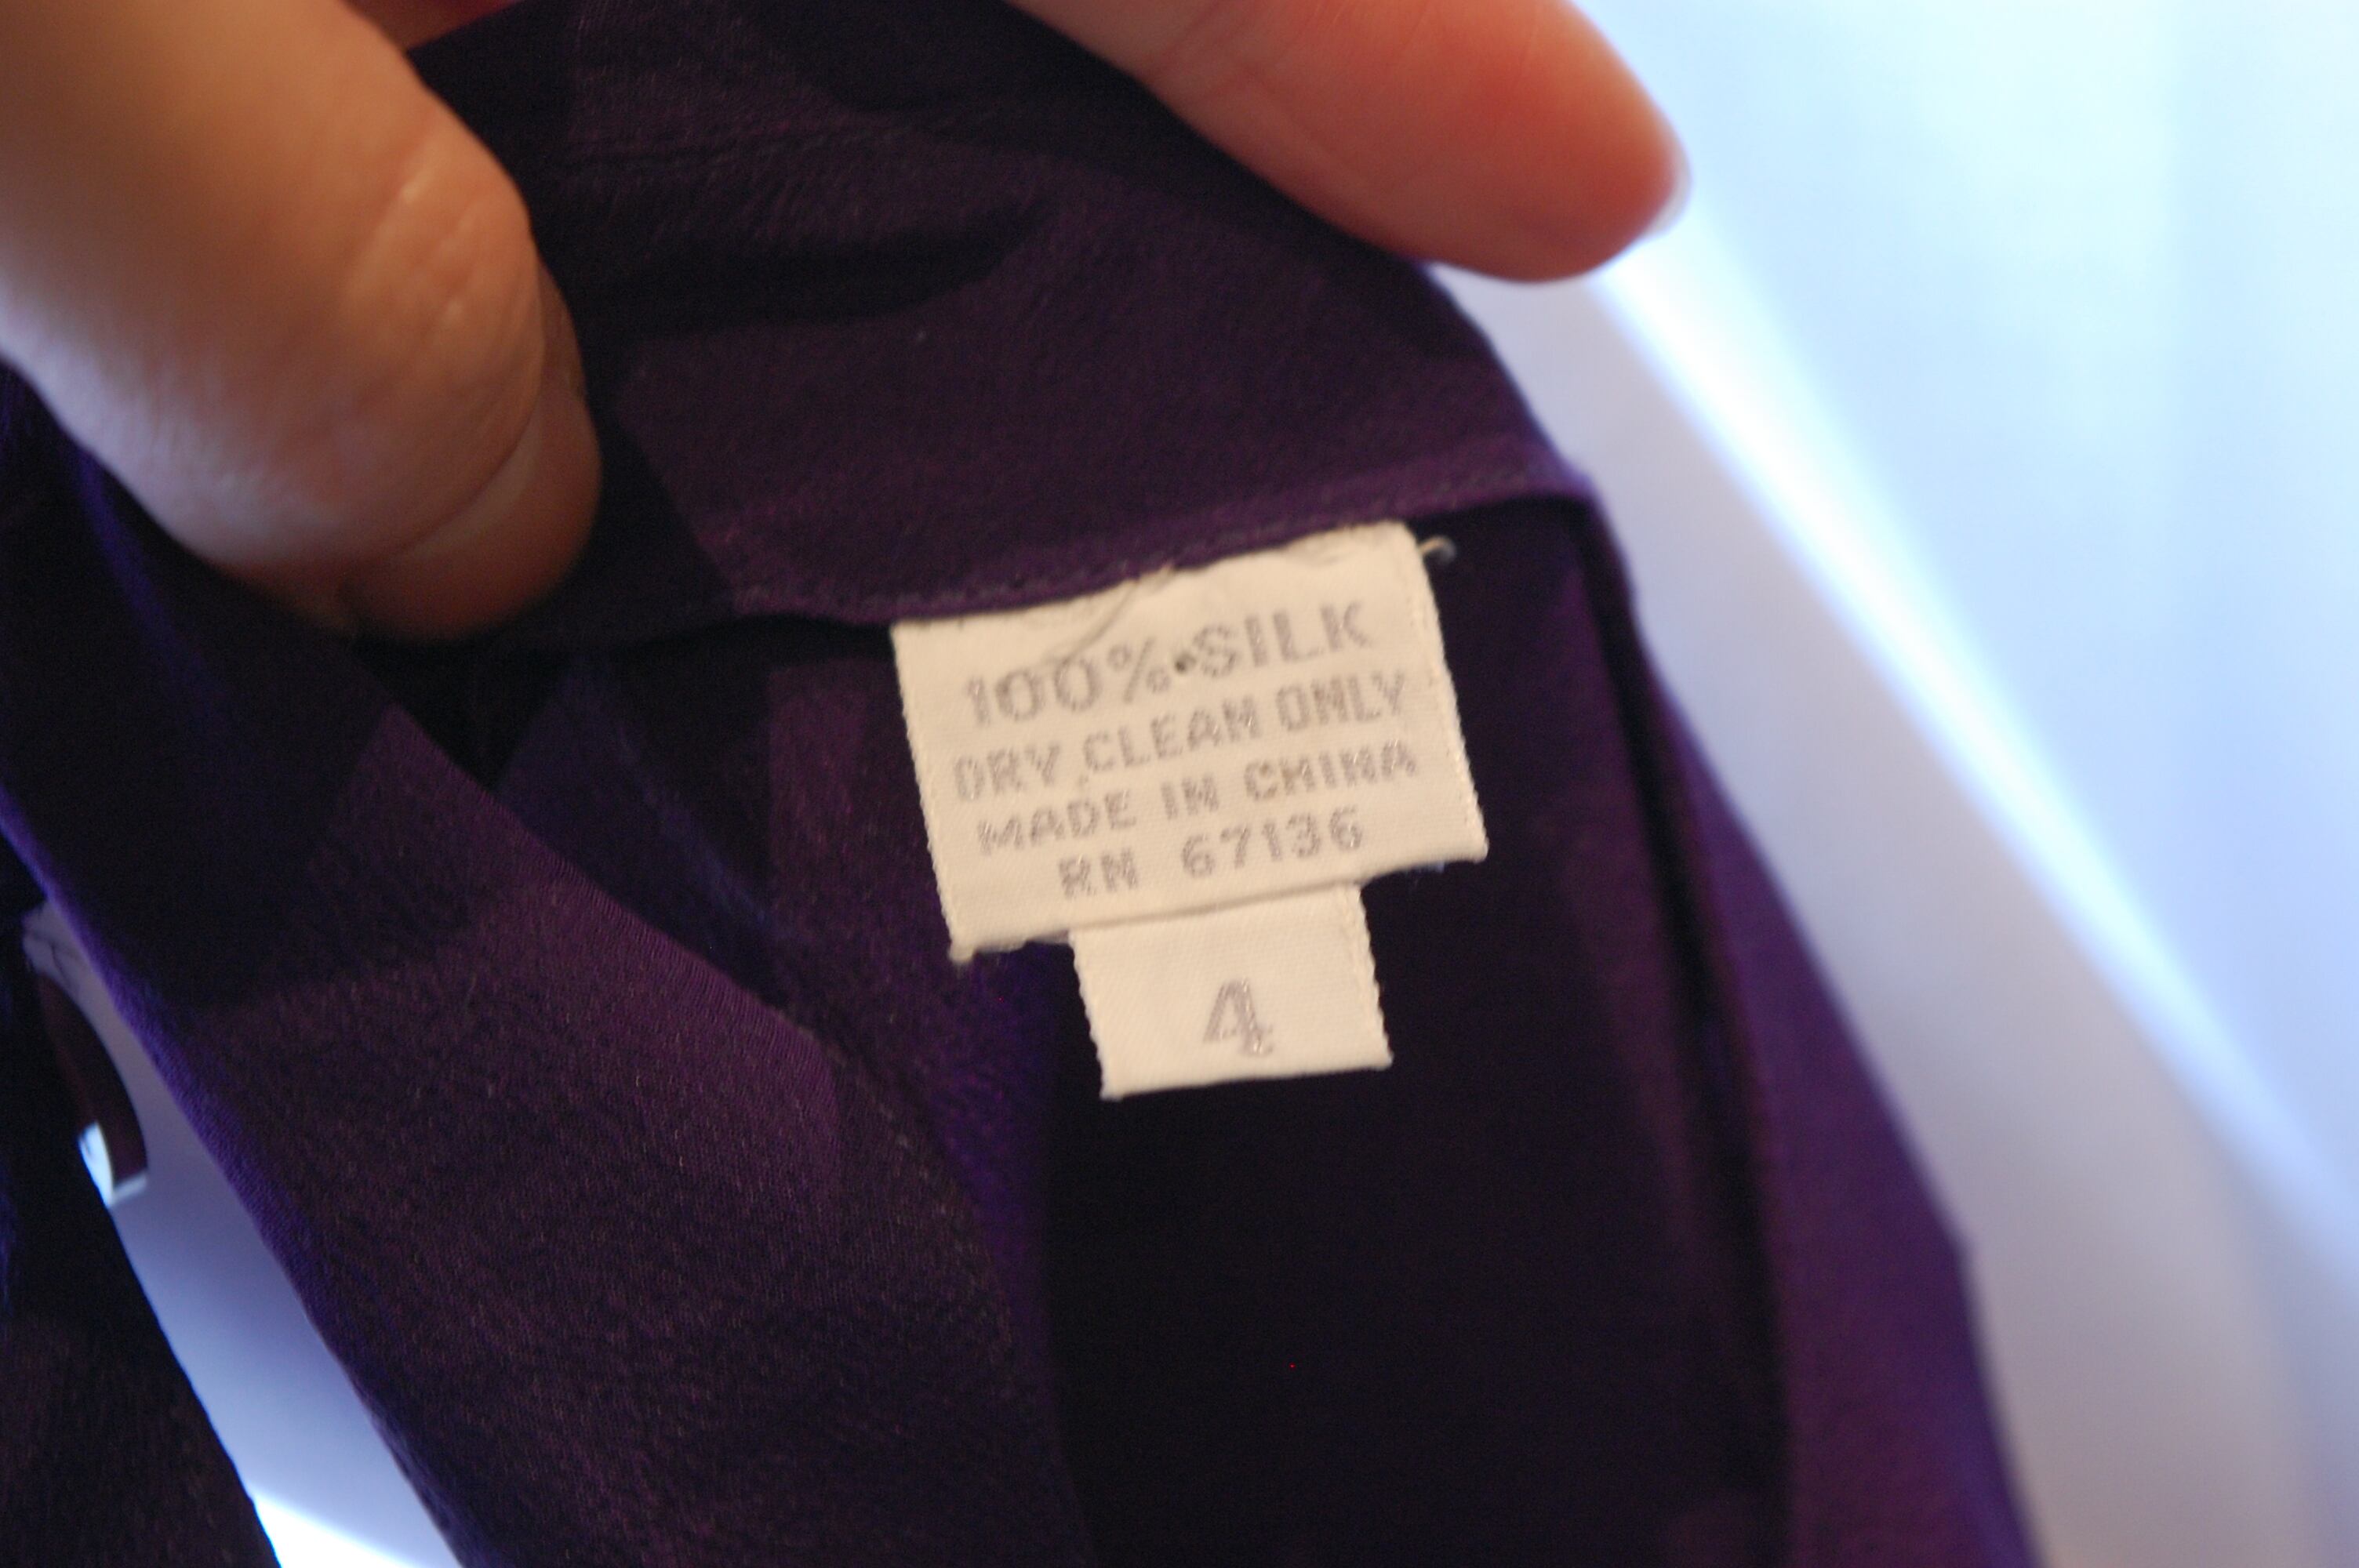 100% SILK
DRY CLEAN ONLY
MADE IN CHINA
RN 67136
4